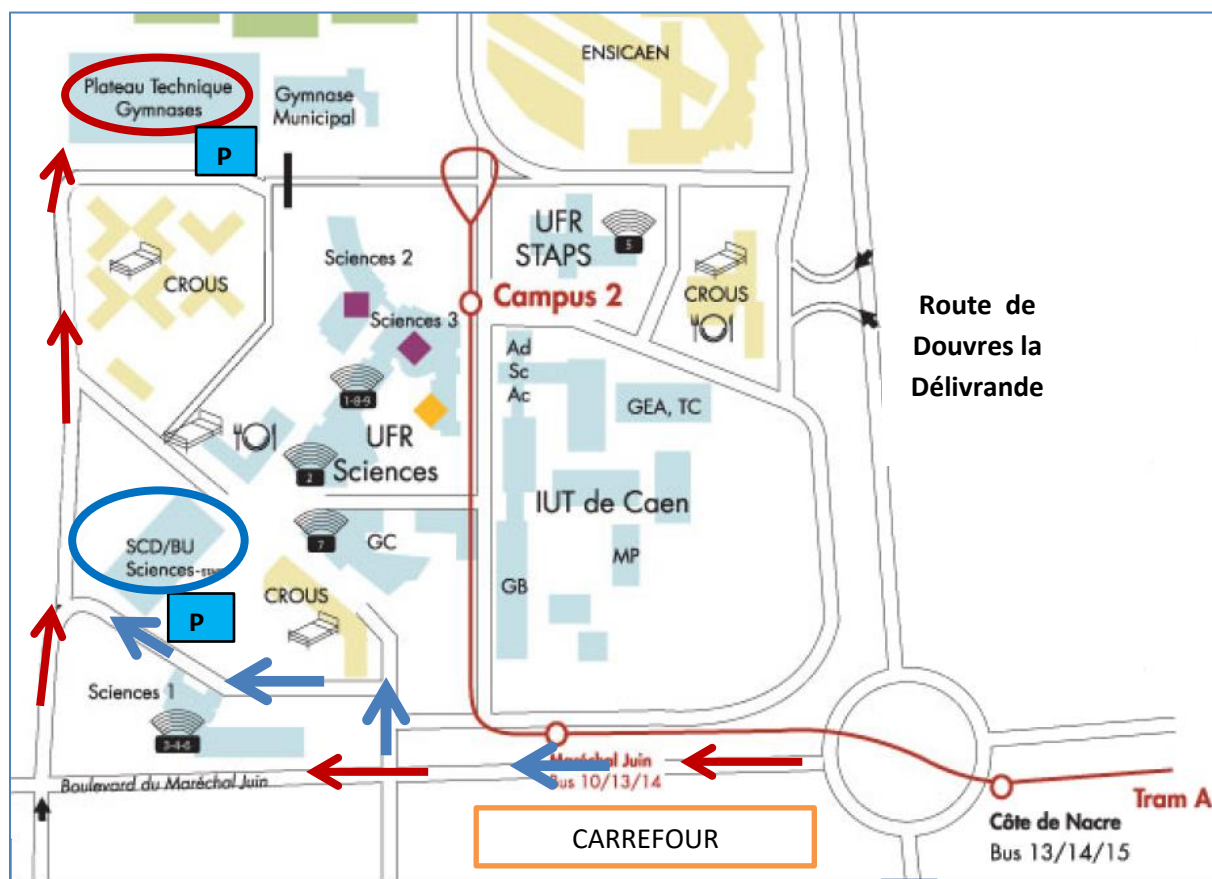 ENSICAEN
Plateau Technique
Gymnases
Gymnase
Municipal
P
UFR
STAPS
5
Sciences 2
CROUS
Campus 2
CROUS
Sciences 3
Route de
Douvres la
Délivrande
Ad
Sc
Ac
1-8-9
GEA, TC
UFR
Sciences
2
IUT de Caen
SCD/BU
Sciences-
7
GC
MP
GB
CROUS
P
Sciences 1
3-4-6
Maréchal Juin
Bus 10/13/14
Boulevard du Maréchal Juin
Tram A
CARREFOUR
Côte de Nacre
Bus 13/14/15